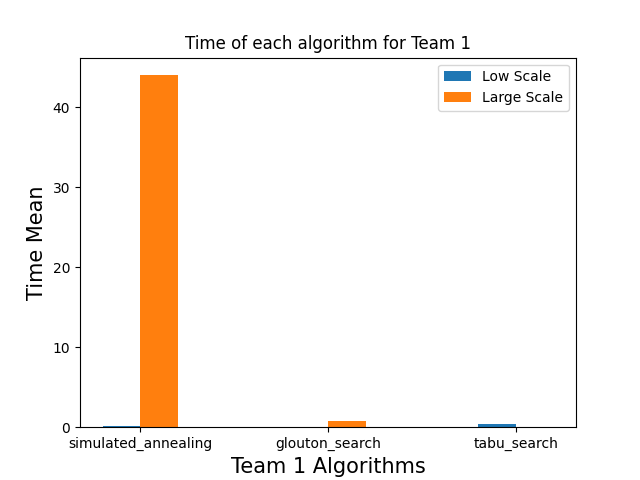 Time of each algorithm for Team 1
Low Scale
Large Scale
40
30
20
10
0
Time Mean
simulated_annealing
glouton_search
tabu_search
Team 1 Algorithms